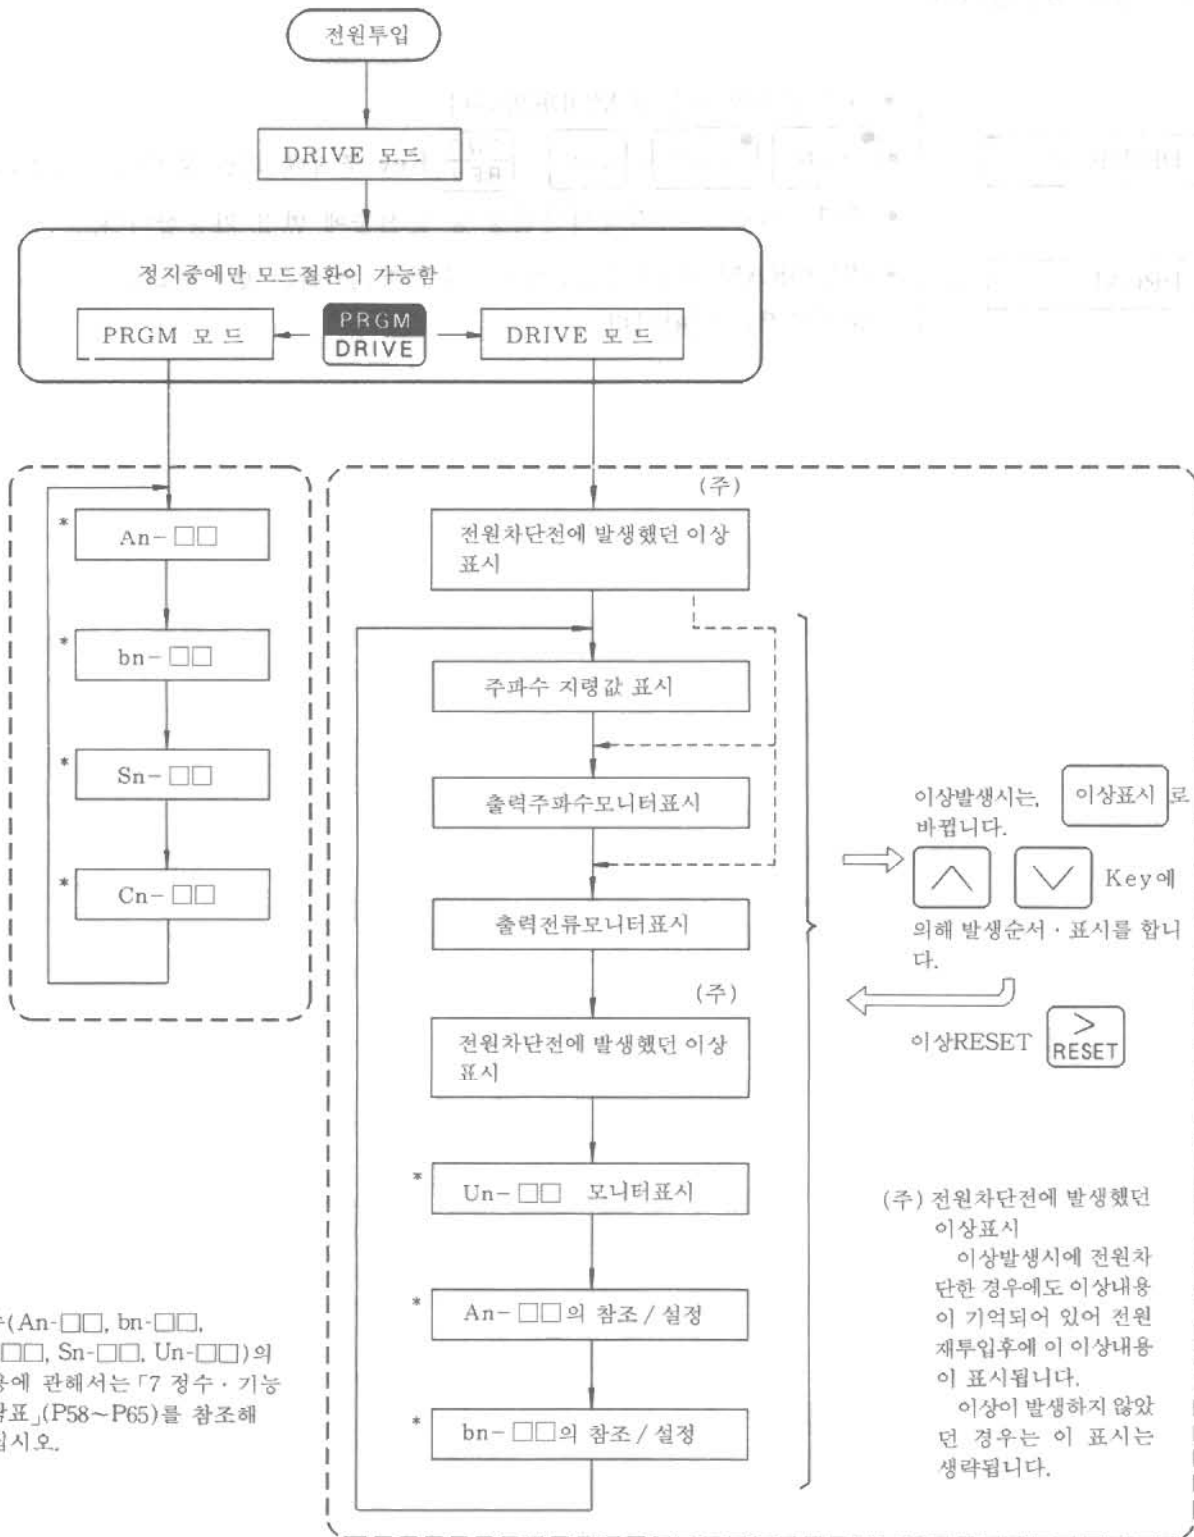 전원투입
DRIVE 모드
정지중에만 모드절환이 가능함
PRGM 모드
PRGM
DRIVE
DRIVE 모드
* An-□□
* bn-□□
* Sn-□□
* Cn-□□
(주)
전원차단전에 발생했던 이상
표시
주파수 지령값 표시
출력주파수모니터표시
출력전류모니터표시
(주)
전원차단전에 발생했던 이상
표시
* Un-□□ 모니터표시
* An-□□의 참조/설정
* bn-□□의 참조/설정
이상발생시는, 이상표시 로
바뀝니다.
Key에
의해 발생순서·표시를 합니
다.
이상RESET >
RESET
(주) 전원차단전에 발생했던
이상표시
이상발생시에 전원차
단한 경우에도 이상내용
이 기억되어 있어 전원
재투입후에 이 이상내용
이 표시됩니다.
이상이 발생하지 않았
던 경우는 이 표시는
생략됩니다.
(An-□□, bn-□□,
□□, Sn-□□, Un-□□)의
에 관해서는 「7 정수·기능
표」(P58~P65)를 참조해
십시오.